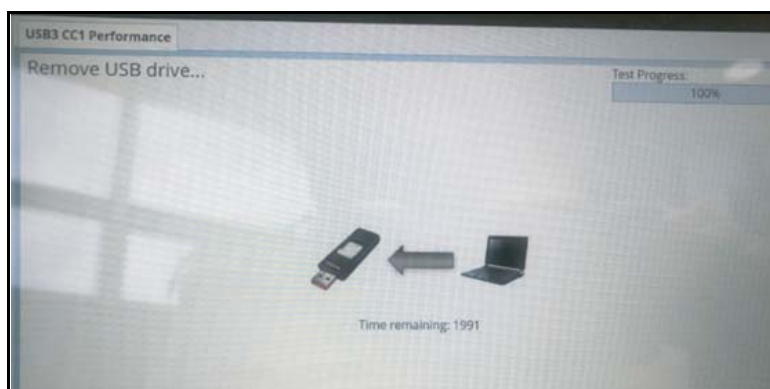 USB3 CC1 Performance
Remove USB drive...
Test Progress:
100%
Time remaining: 1991